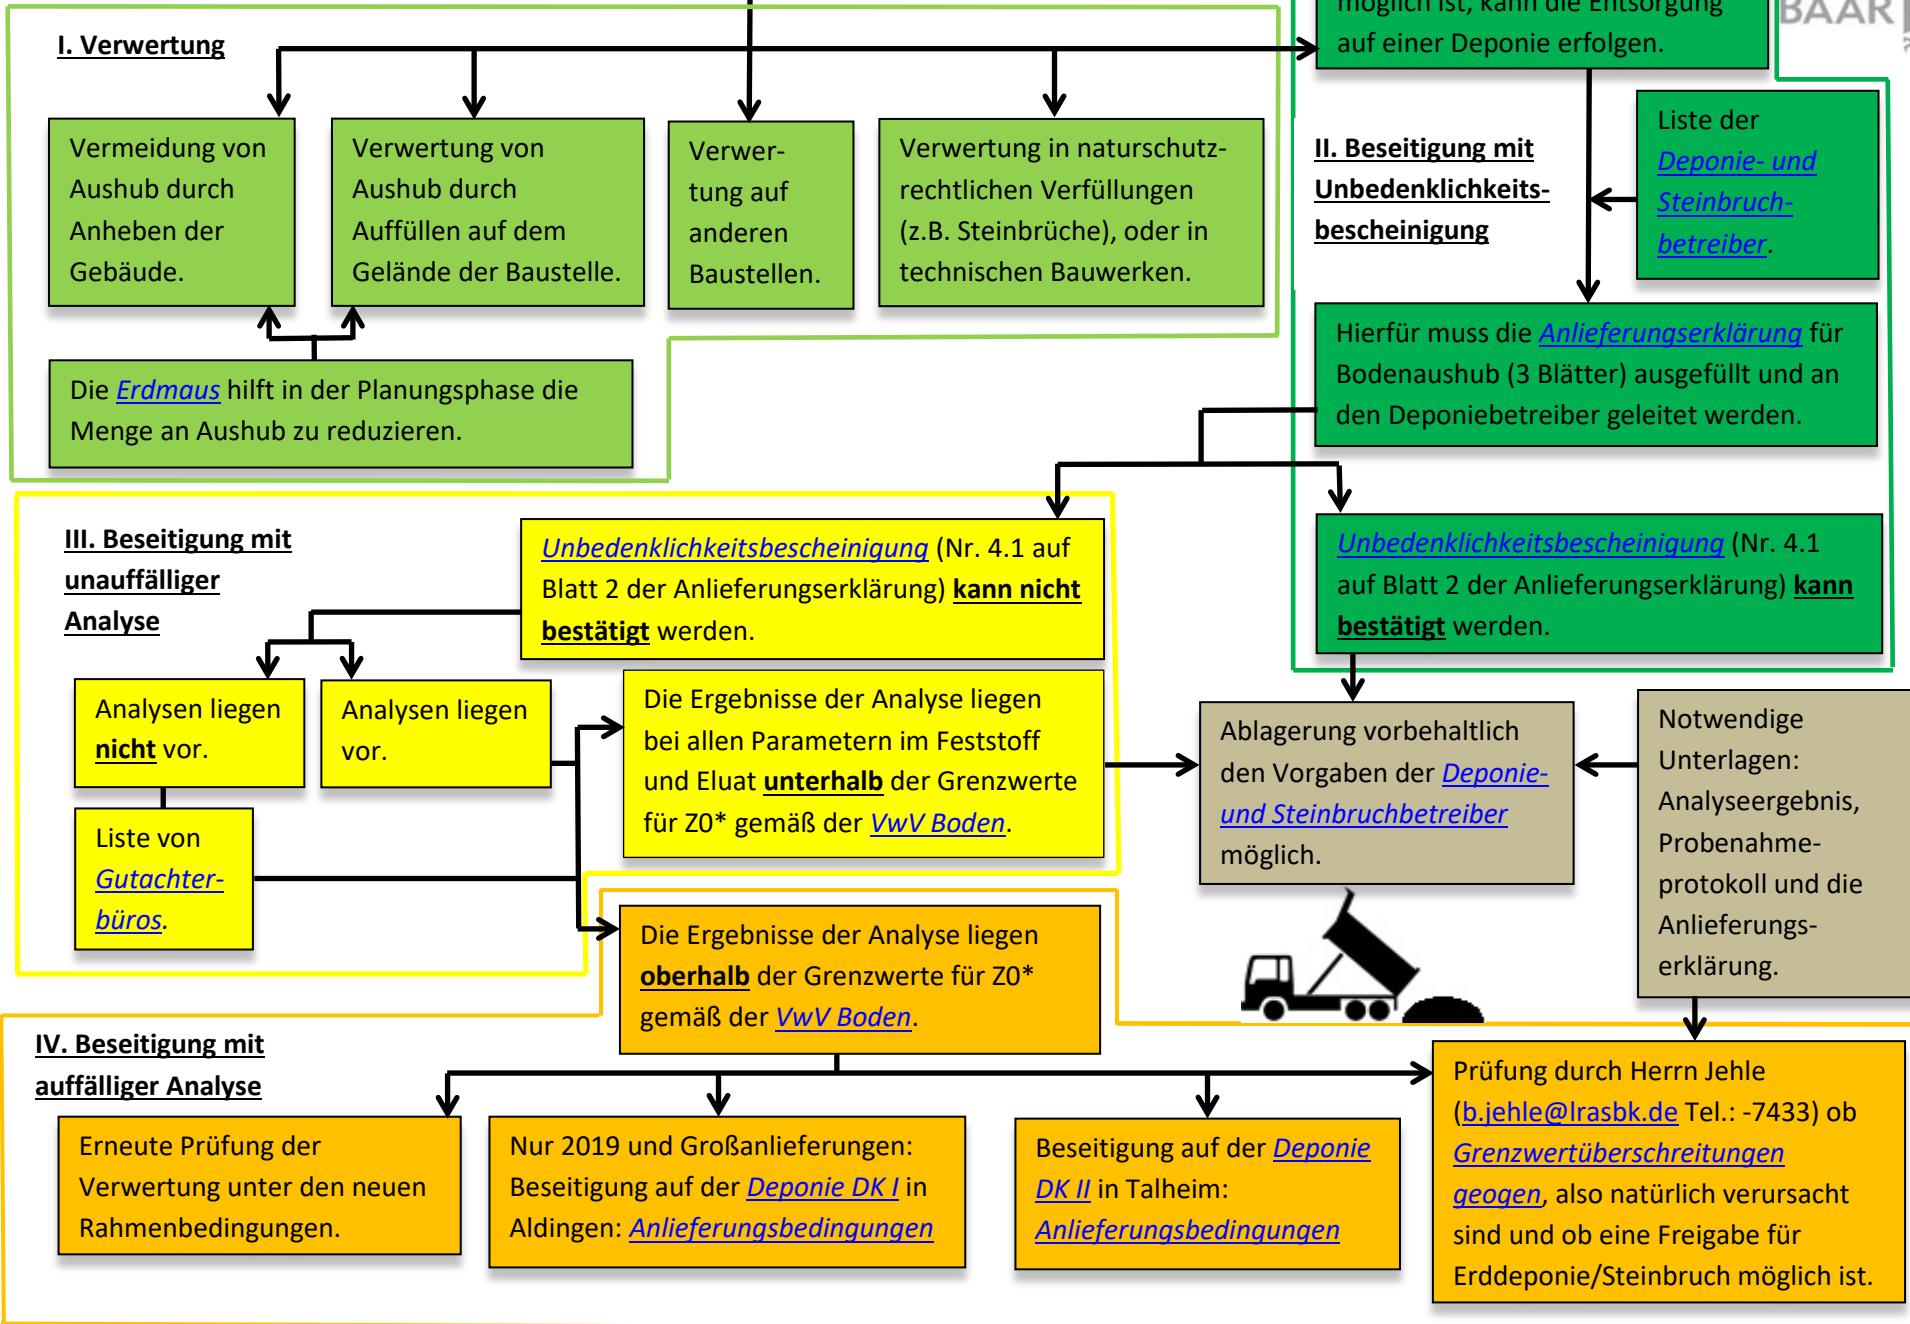 möglich ist, kann die Entsorgung
auf einer Deponie erfolgen.
BAAR
I. Verwertung
Vermeidung von
Aushub durch
Anheben der
Gebäude.
Verwertung von
Aushub durch
Auffüllen auf dem
Gelände der Baustelle.
Verwer-
tung auf
anderen
Baustellen.
Verwertung in naturschutz-
rechtlichen Verfüllungen
(z.B. Steinbrüche), oder in
technischen Bauwerken.
Die Erdmaus hilft in der Planungsphase die
Menge an Aushub zu reduzieren.
II. Beseitigung mit
Unbedenklichkeits-
bescheinigung
Liste der
Deponie- und
Steinbruch-
betreiber.
Hierfür muss die Anlieferungserklärung für
Bodenaushub (3 Blätter) ausgefüllt und an
den Deponiebetreiber geleitet werden.
III. Beseitigung mit
unauffälliger
Analyse
Unbedenklichkeitsbescheinigung (Nr. 4.1 auf
Blatt 2 der Anlieferungserklärung) kann nicht
bestätigt werden.
Unbedenklichkeitsbescheinigung (Nr. 4.1
auf Blatt 2 der Anlieferungserklärung) kann
bestätigt werden.
Analysen liegen
nicht vor.
Analysen liegen
vor.
Die Ergebnisse der Analyse liegen
bei allen Parametern im Feststoff
und Eluat unterhalb der Grenzwerte
für Z0* gemäß der VwV Boden.
Liste von
Gutachter-
büros.
Ablagerung vorbehaltlich
den Vorgaben der Deponie-
und Steinbruchbetreiber
möglich.
Notwendige
Unterlagen:
Analyseergebnis,
Probenahme-
protokoll und die
Anlieferungs-
erklärung.
Die Ergebnisse der Analyse liegen
oberhalb der Grenzwerte für Z0*
gemäß der VwV Boden.
IV. Beseitigung mit
auffälliger Analyse
Erneute Prüfung der
Verwertung unter den neuen
Rahmenbedingungen.
Nur 2019 und Großanlieferungen:
Beseitigung auf der Deponie DK I in
Aldingen: Anlieferungsbedingungen
Beseitigung auf der Deponie
DK II in Talheim:
Anlieferungsbedingungen
Prüfung durch Herrn Jehle
(b.jehle@lrasbk.de Tel.: -7433) ob
Grenzwertüberschreitungen
geogen, also natürlich verursacht
sind und ob eine Freigabe für
Erddeponie/Steinbruch möglich ist.